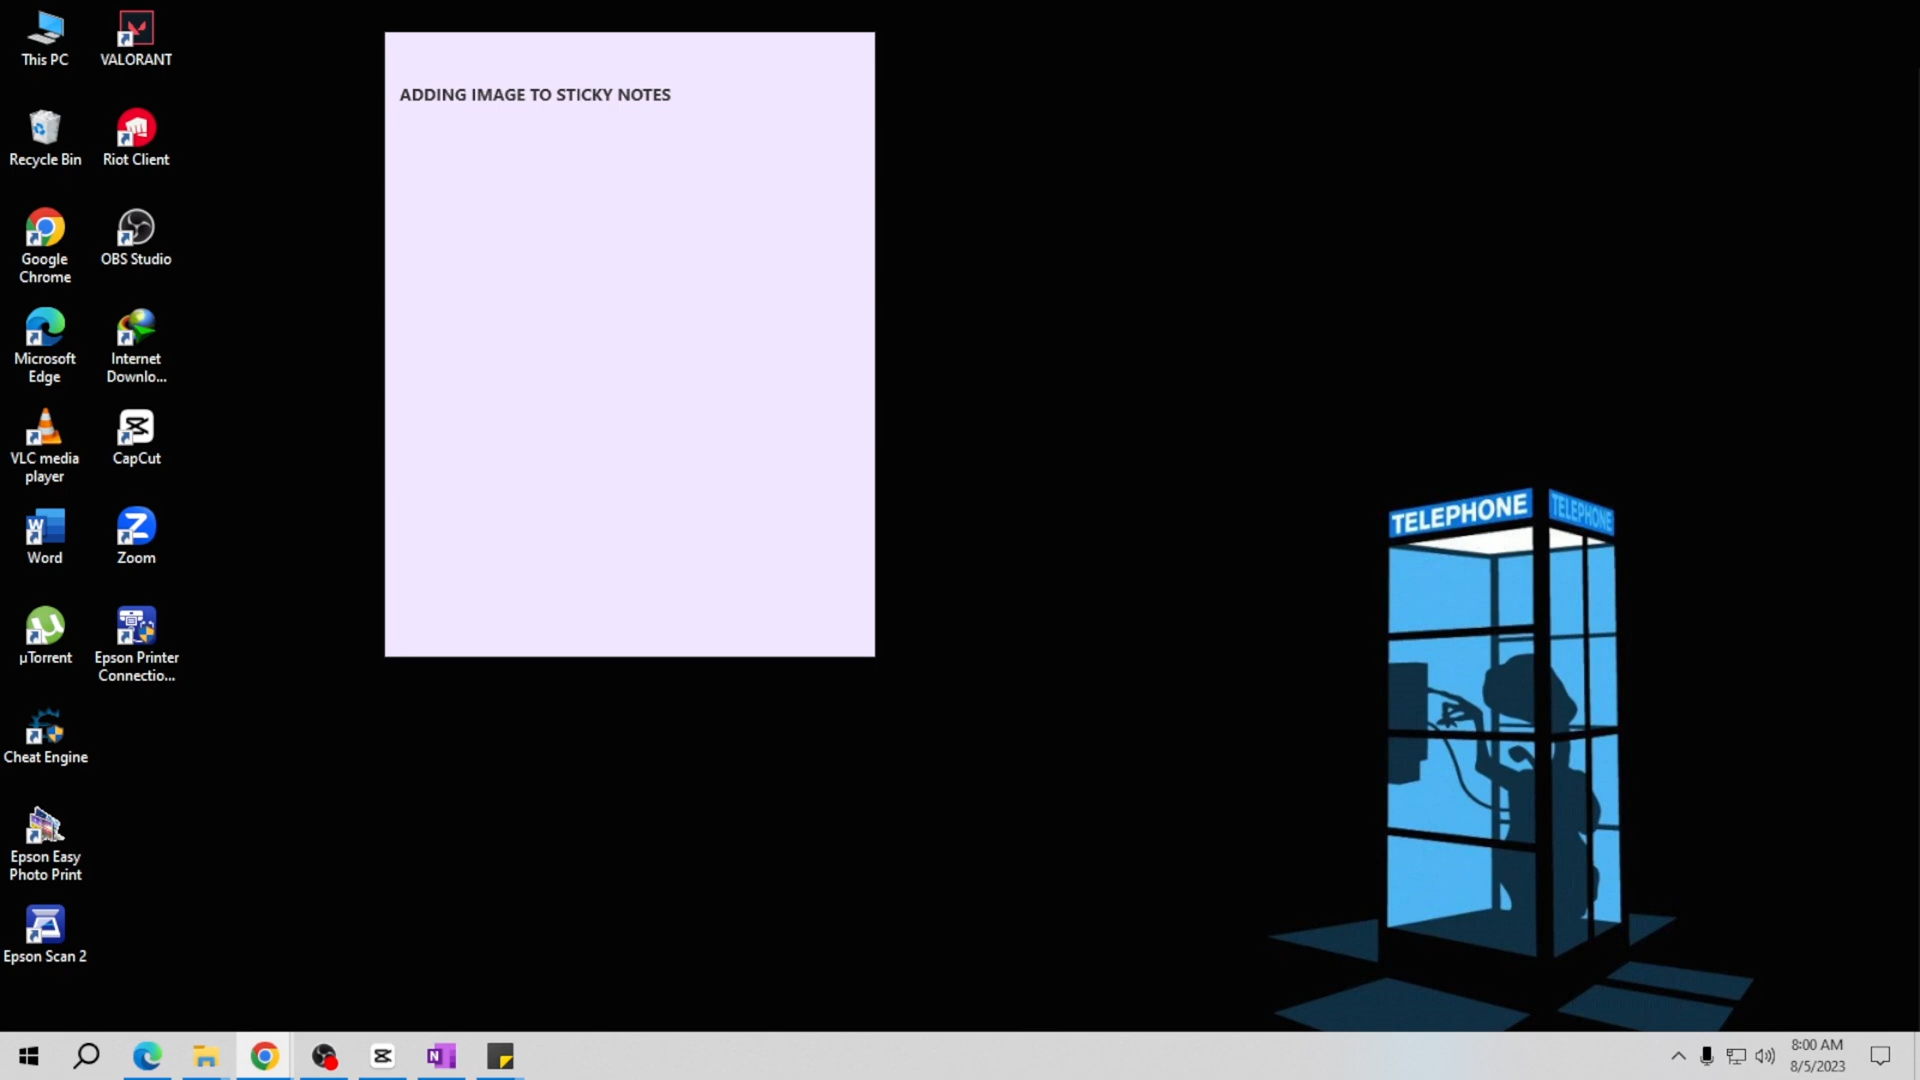 This PC
VALORANT
Recycle Bin
Riot Client
Google
Chrome
OBS Studio
Microsoft
Edge
Internet
Downlo...
VLC media
player
CapCut
Word
Zoom
µTorrent
Epson Printer
Connectio...
Cheat Engine
Epson Easy
Photo Print
Epson Scan 2
ADDING IMAGE TO STICKY NOTES
TELEPHONE
TELEPHONE
8:00 AM
8/5/2023